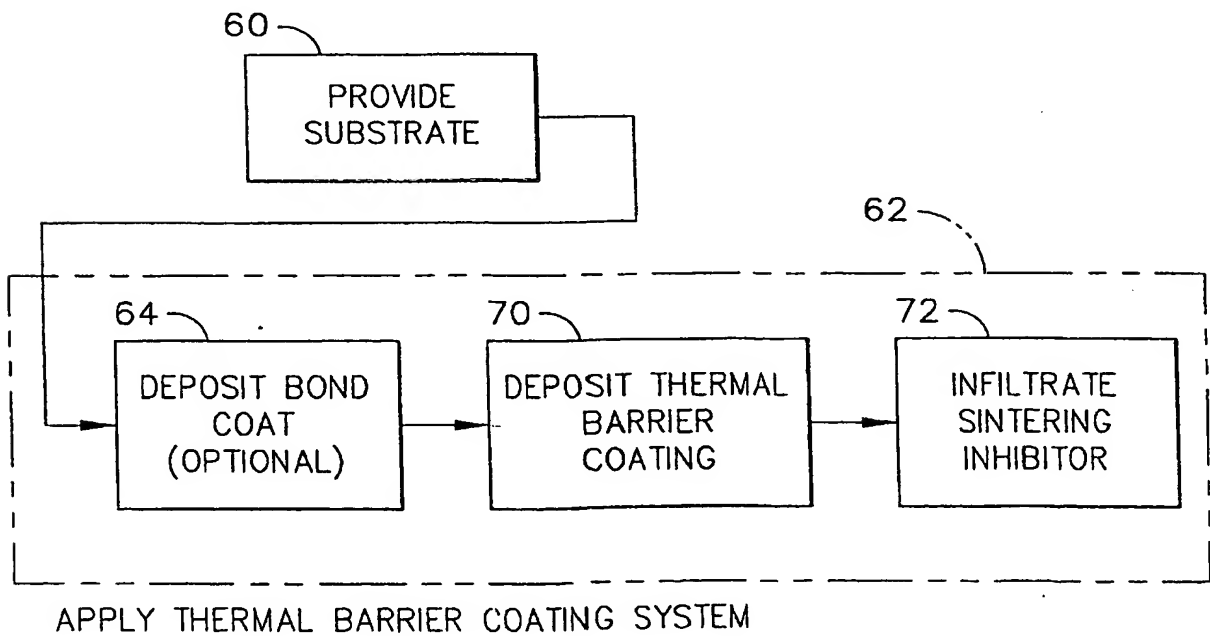 60
PROVIDE
SUBSTRATE
62
64
DEPOSIT BOND
COAT
(OPTIONAL)
70
DEPOSIT THERMAL
BARRIER
COATING
72
INFILTRATE
SINTERING
INHIBITOR
APPLY THERMAL BARRIER COATING SYSTEM